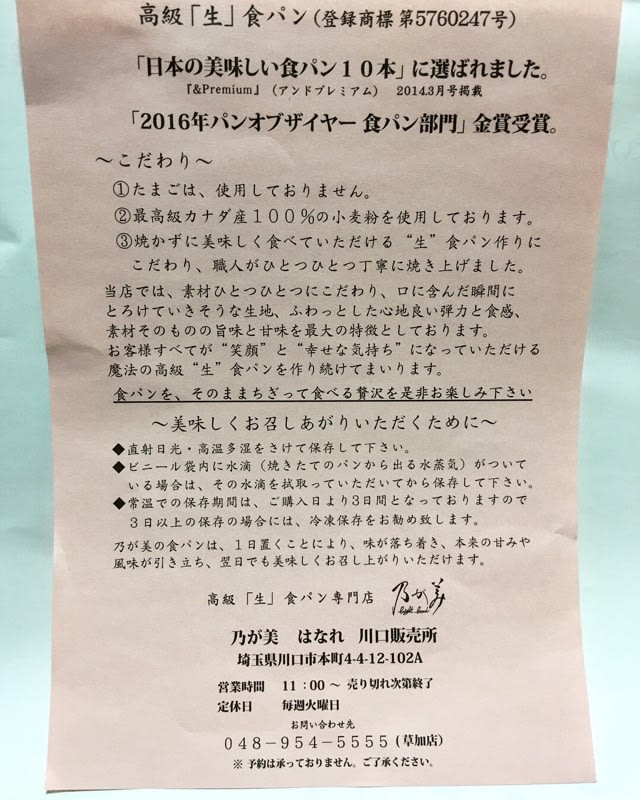 高級「生」食パン(登録商標 第5760247号)
「日本の美味しい食パン１０本」に選ばれました。
『&Premium』（アンドプレミアム） 2014.3月号掲載
「2016年パンオブザイヤー 食パン部門」金賞受賞。
～こだわり～
①たまごは、使用しておりません。
②最高級カナダ産１００％の小麦粉を使用しております。
③焼かずに美味しく食べていただける“生”食パン作りに
こだわり、職人がひとつひとつ丁寧に焼き上げました。
当店では、素材ひとつひとつにこだわり、口に含んだ瞬間に
とろけていきそうな生地、ふわっとした心地良い弾力と食感、
素材そのものの旨味と甘味を最大の特徴としております。
お客様すべてが“笑顔”と“幸せな気持ち”になっていただける
魔法の高級“生”食パンを作り続けてまいります。
食パンを、そのままちぎって食べる贅沢を是非お楽しみ下さい
～美味しくお召しあがりいただくために～
◆直射日光・高温多湿をさけて保存して下さい。
◆ビニール袋内に水滴（焼きたてのパンから出る水蒸気）がついて
いる場合は、その水滴を拭取っていただいてから保存して下さい。
◆常温での保存期間は、ご購入日より3日間となっておりますので
３日以上の保存の場合には、冷凍保存をお勧め致します。
乃が美の食パンは、１日置くことにより、味が落ち着き、本来の甘みや
風味が引き立ち、翌日でも美味しくお召し上がりいただけます。
高級「生」食パン専門店 乃が美
乃が美 はなれ 川口販売所
埼玉県川口市本町4-4-12-102A
営業時間 11：00～ 売り切れ次第終了
定休日 毎週火曜日
お問い合わせ先
048-954-5555(草加店)
※ 予約は承っておりません。ご了承ください。